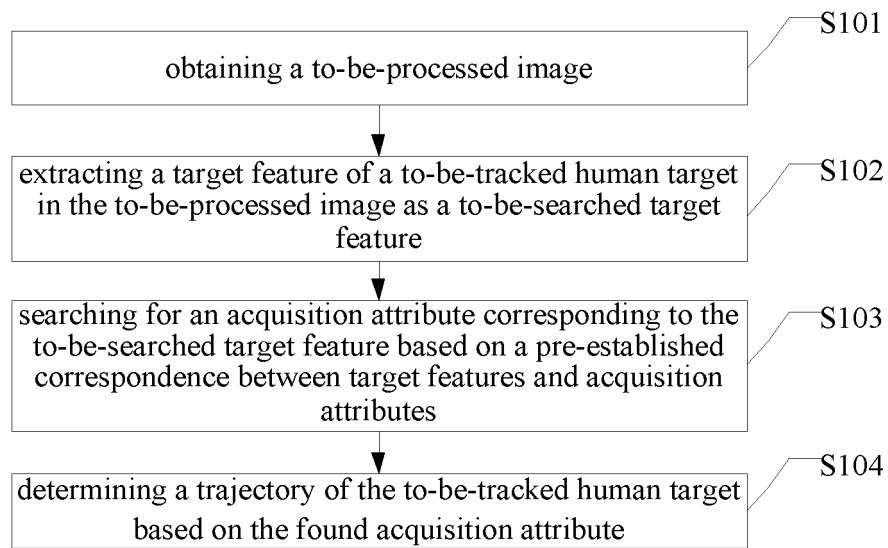 S101
obtaining a to-be-processed image
S102
extracting a target feature of a to-be-tracked human target
in the to-be-processed image as a to-be-searched target
feature
S103
searching for an acquisition attribute corresponding to the
to-be-searched target feature based on a pre-established
correspondence between target features and acquisition
attributes
S104
determining a trajectory of the to-be-tracked human target
based on the found acquisition attribute